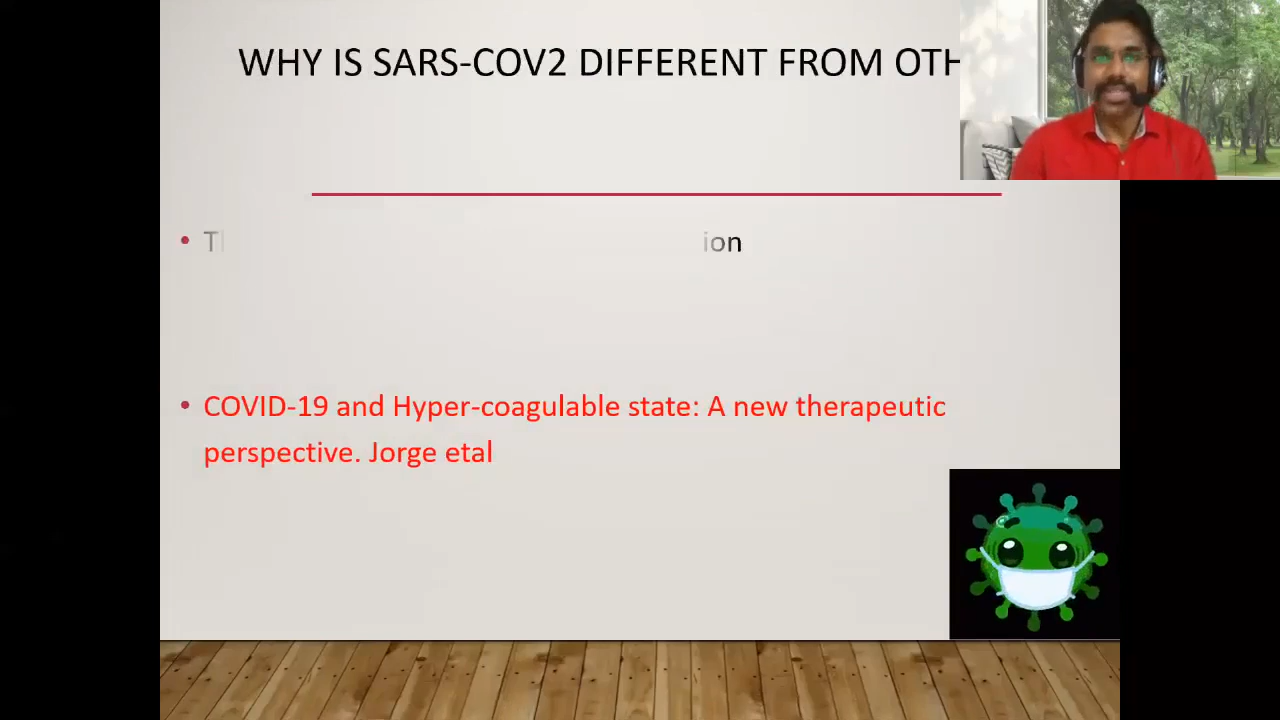 WHY IS SARS-COV2 DIFFERENT FROM OTH
ion
COVID-19 and Hyper-coagulable state: A new therapeutic
perspective. Jorge etal